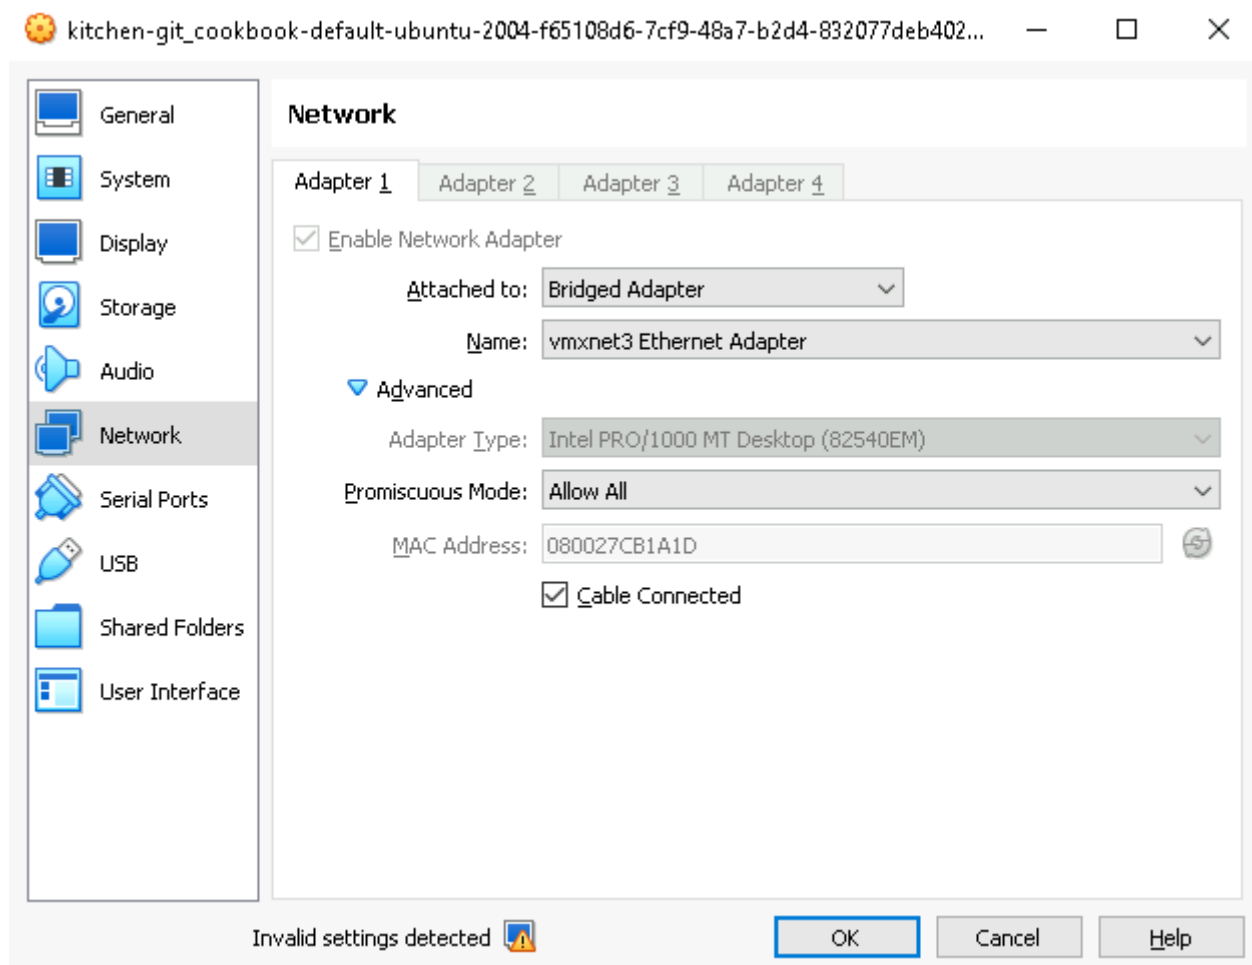 kitchen-git_cookbook-default-ubuntu-2004-f65108d6-7cf9-48a7-b2d4-832077deb402...
General
System
Display
Storage
Audio
Network
Serial Ports
USB
Shared Folders
User Interface
Network
Adapter 1 Adapter 2 Adapter 3 Adapter 4
Enable Network Adapter
Attached to: Bridged Adapter
Name: vmxnet3 Ethernet Adapter
Advanced
Adapter Type: Intel PRO/1000 MT Desktop (82540EM)
Promiscuous Mode: Allow All
MAC Address: 080027CB1A1D
Cable Connected
Invalid settings detected
OK Cancel Help